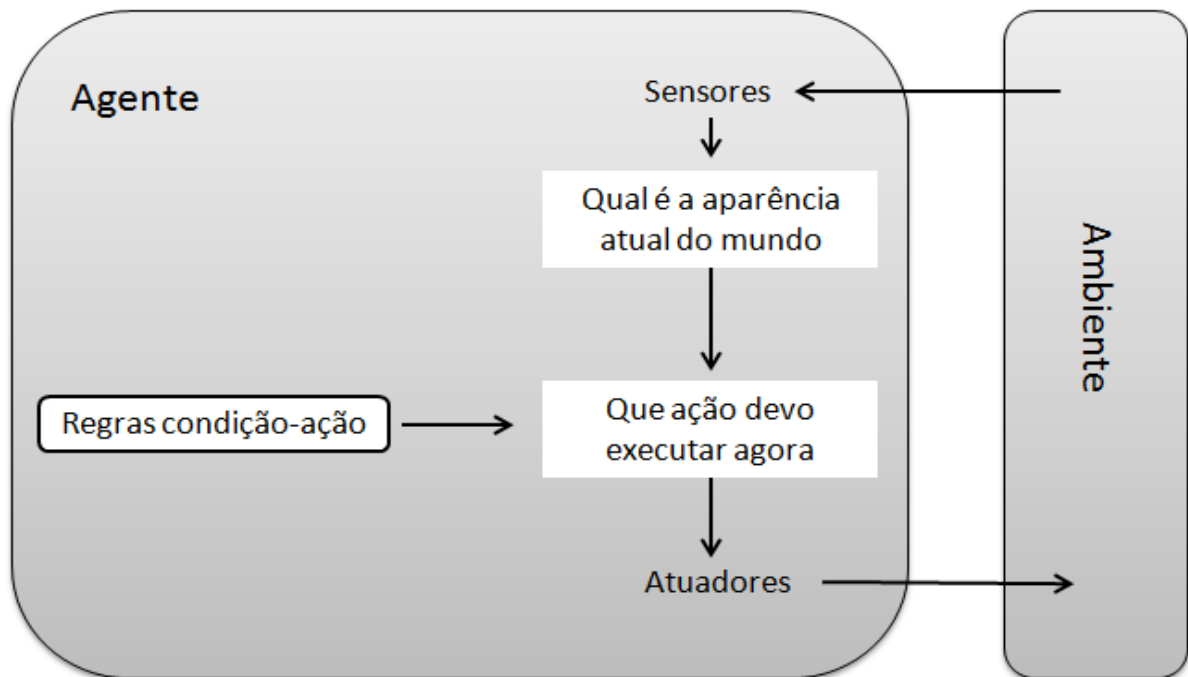 Agente
Sensores
Qual é a aparência
atual do mundo
Ambiente
Regras condição-ação
Que ação devo
executar agora
Atuadores